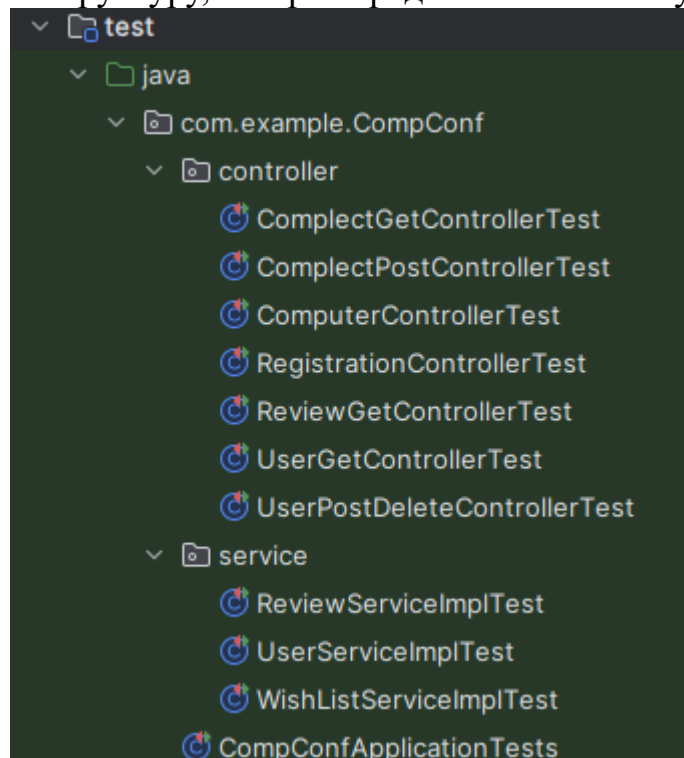 test
java
com.example.CompConf
controller
ComplectGetControllerTest
ComplectPostControllerTest
ComputerControllerTest
RegistrationControllerTest
ReviewGetControllerTest
UserGetControllerTest
UserPostDeleteControllerTest
service
ReviewServiceImplTest
UserServiceImplTest
WishListServiceImplTest
CompConfApplicationTests